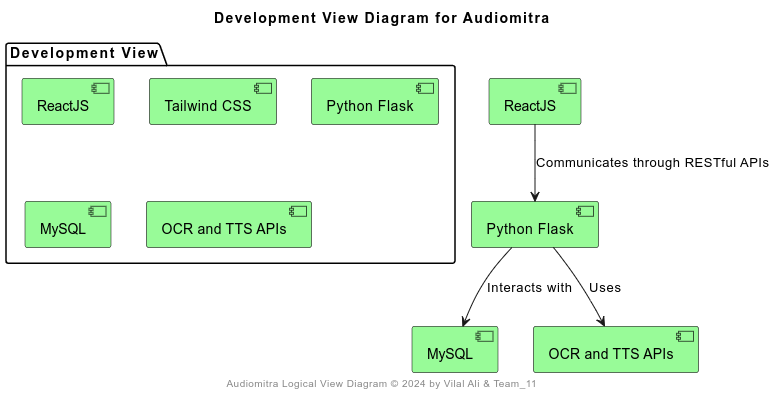 Development View Diagram for Audiomitra
Development View
ReactJS
Tailwind CSS
Python Flask
ReactJS
Communicates through RESTful APIs
MySQL
OCR and TTS APIs
Python Flask
Interacts with
Uses
MySQL
OCR and TTS APIs
Audiomitra Logical View Diagram © 2024 by Vilal Ali & Team_11